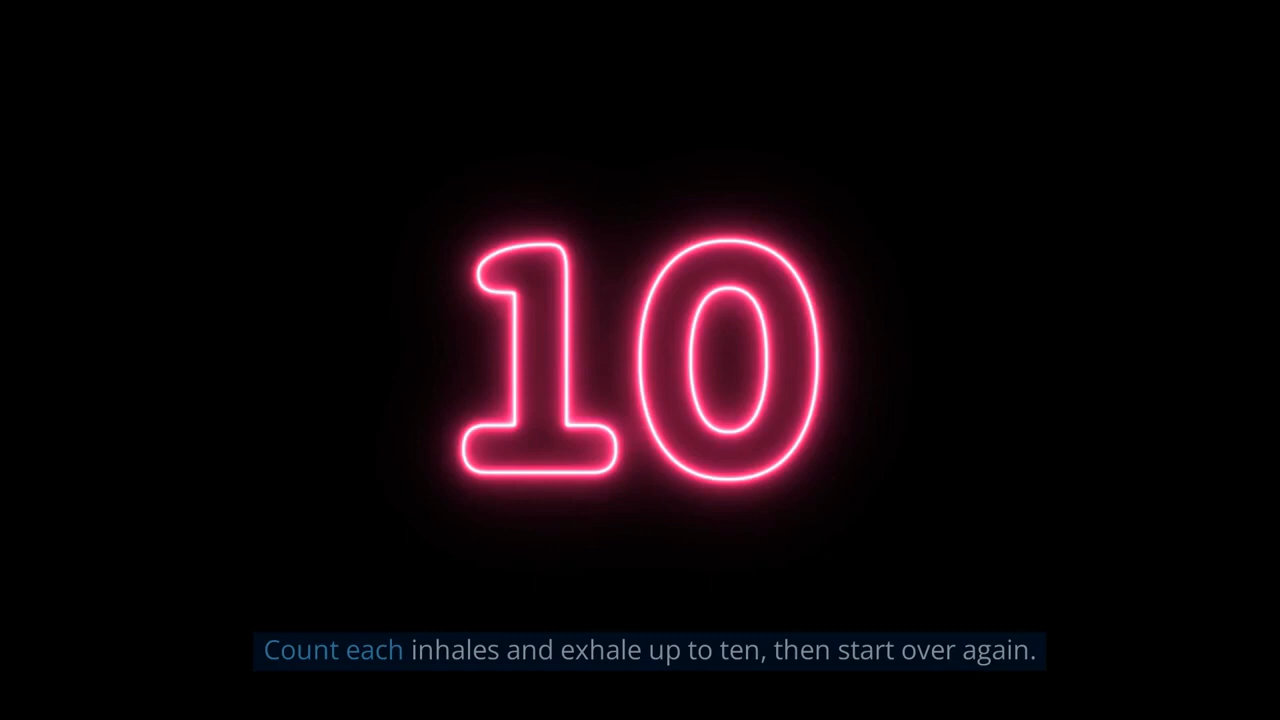 10
Count each inhales and exhale up to ten, then start over again.